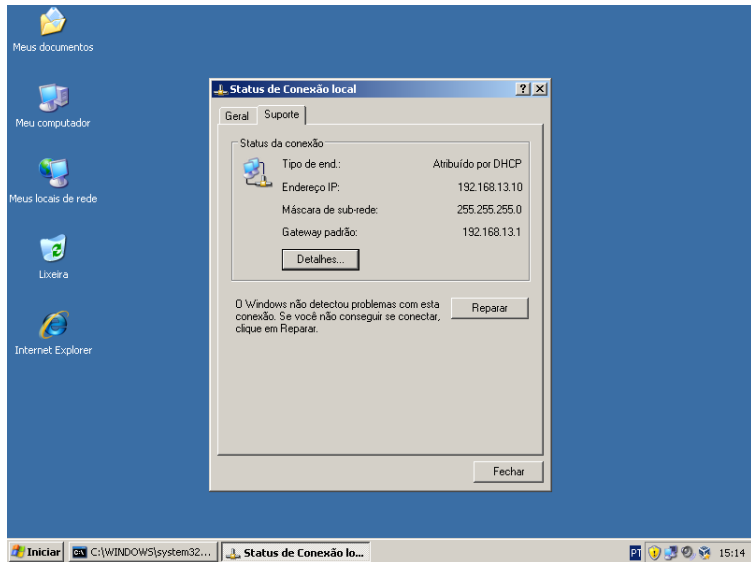 Meus documentos
Meu computador
Meus locais de rede
Lixeira
Internet Explorer
Status de Conexão local
Geral Suporte
Status da conexão
Tipo de end.: Atribuído por DHCP
Endereço IP: 192.168.13.10
Máscara de sub-rede: 255.255.255.0
Gateway padrão: 192.168.13.1
Detalhes...
O Windows não detectou problemas com esta
conexão. Se você não conseguir se conectar,
clique em Reparar.
Reparar
Fechar
Iniciar C:\WINDOWS\system32... Status de Conexão lo... PT 15:14